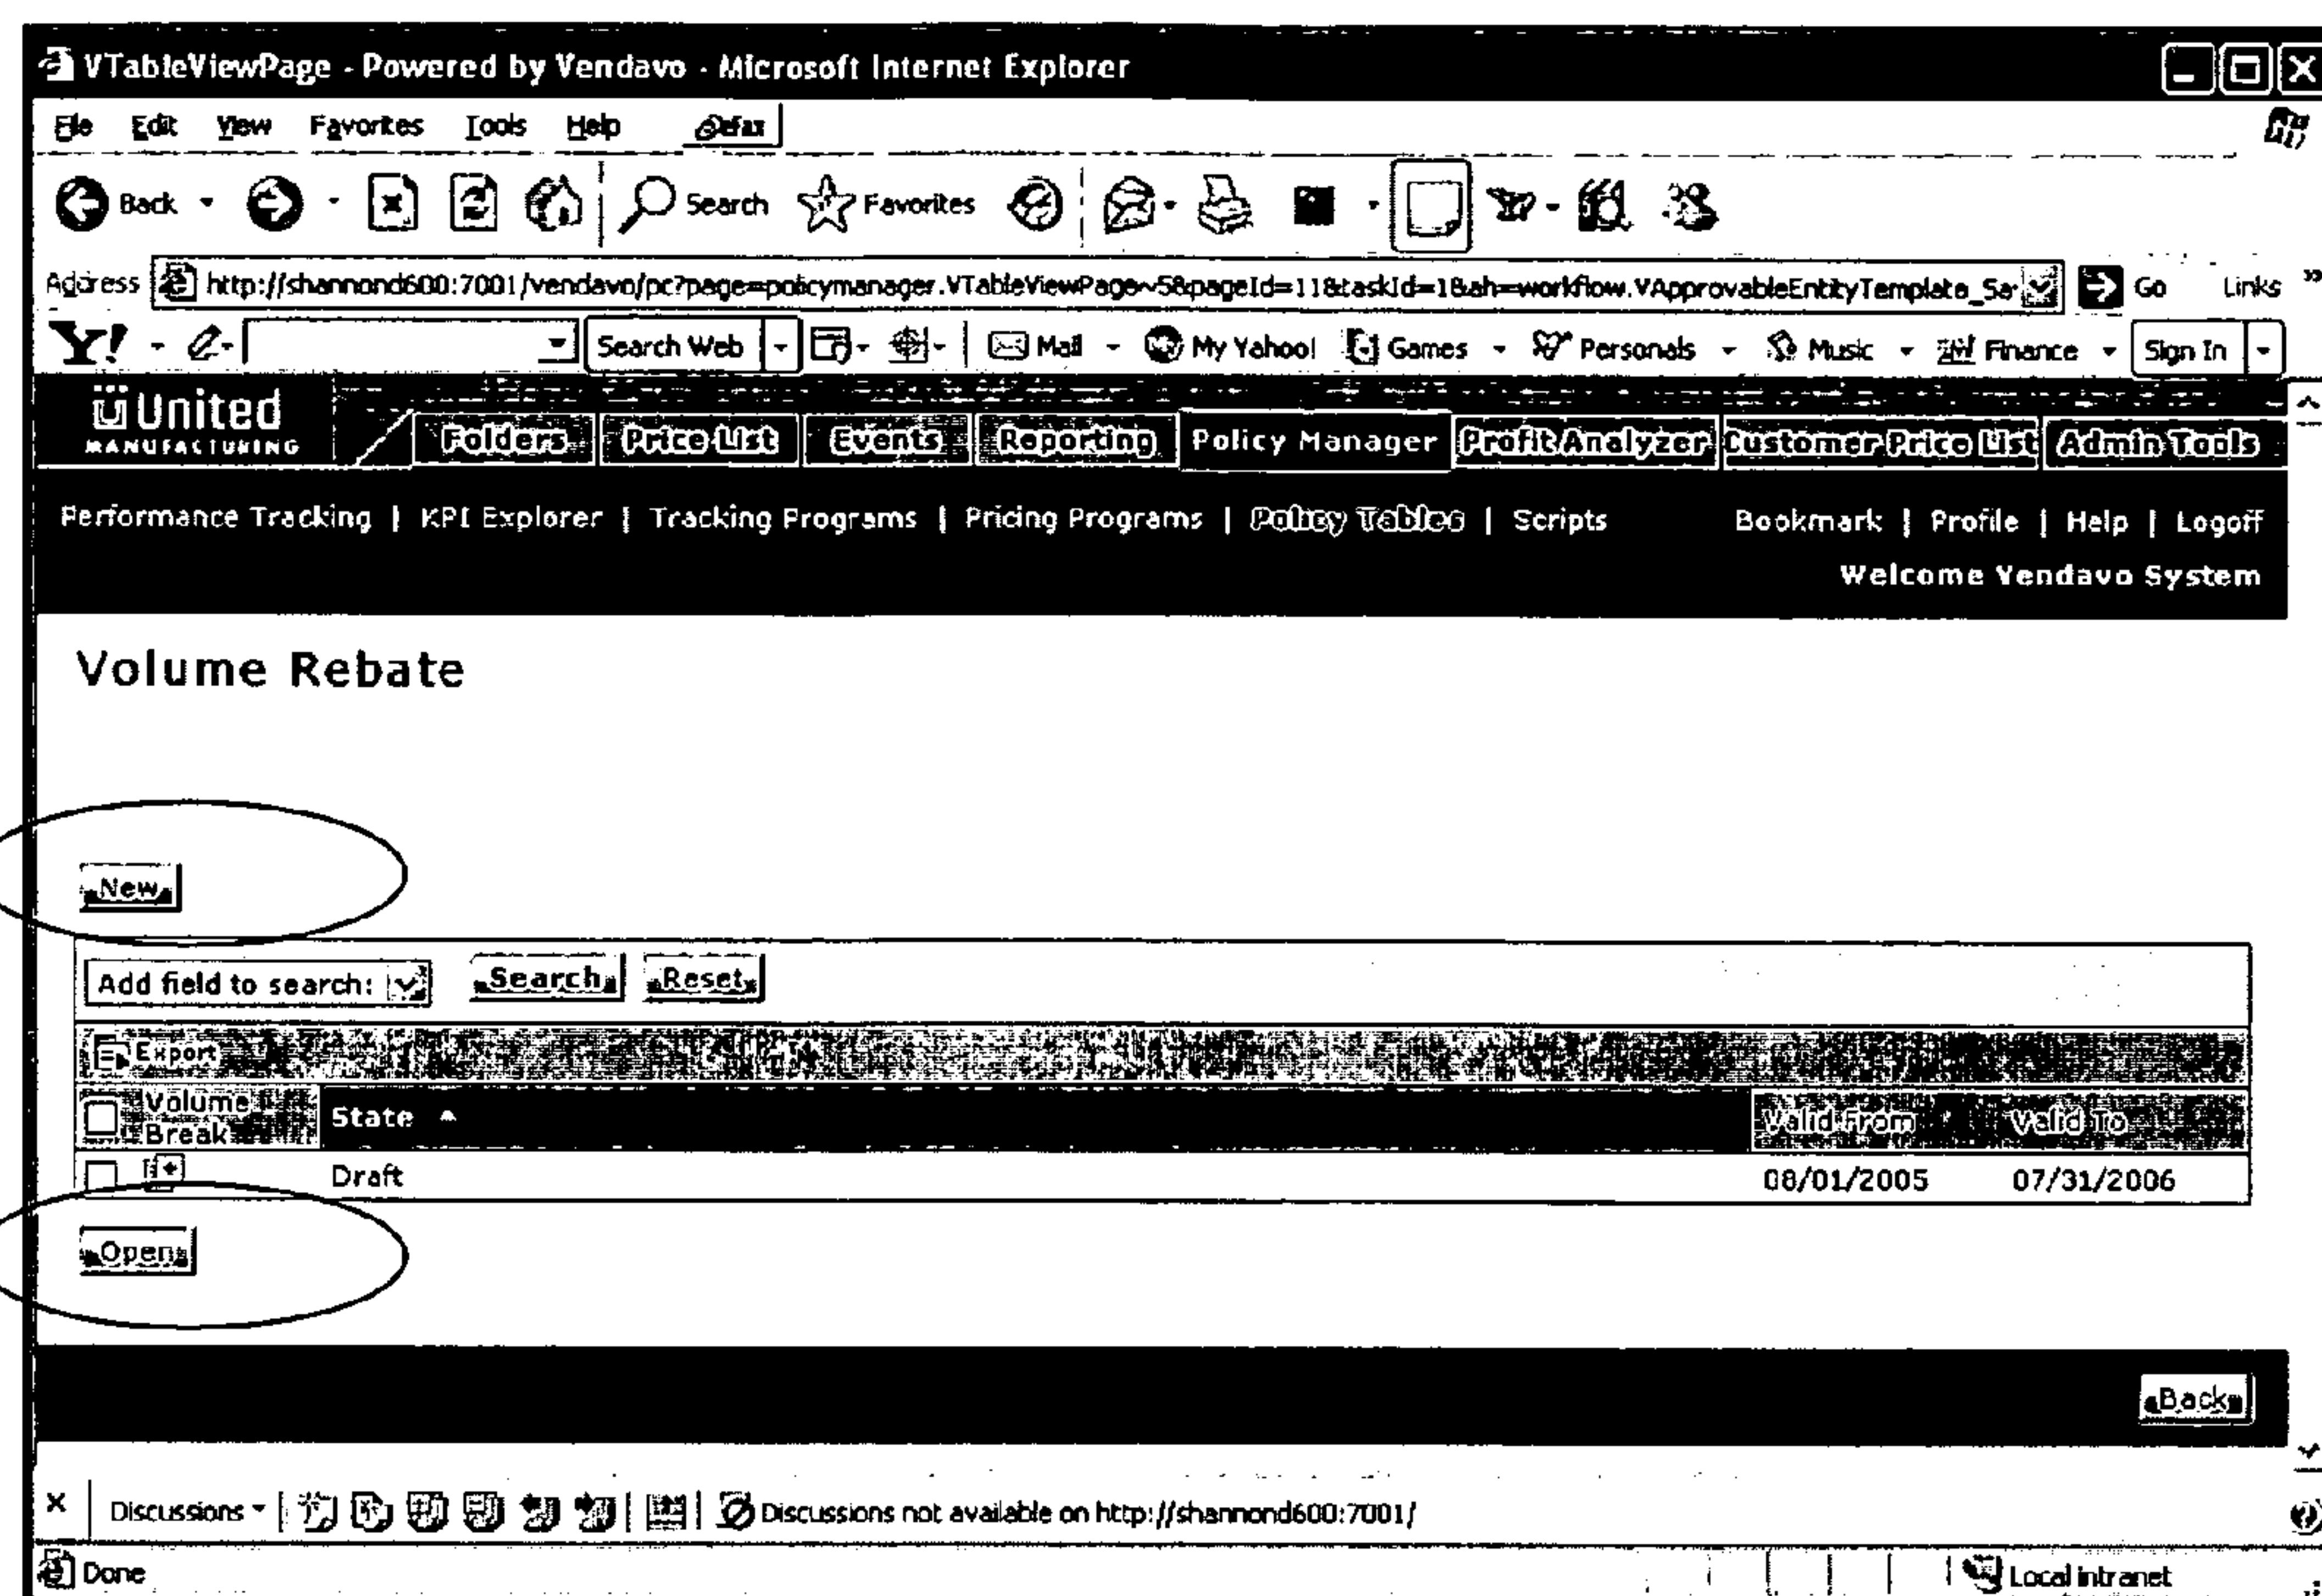 VTableViewPage - Powered by Vendavo - Microsoft Internet Explorer
File Edit View Favorites Tools Help eFax
Back Search Favorites
Address http://shannond600:7001/vendavo/pc?page=policymanager.VTableViewPage~5&pageId=11&taskId=1&ah=workflow.VApprovableEntityTemplate_Sa Go Links »
Y! Search Web Mail My Yahoo! Games Personals Music Finance Sign In
United
MANUFACTURING
Folders Price List Events Reporting Policy Manager Profit Analyzer Customer Price List Admin Tools
Performance Tracking | KPI Explorer | Tracking Programs | Pricing Programs | Policy Tables | Scripts Bookmark | Profile | Help | Logoff
Welcome Vendavo System
Volume Rebate
New
Add field to search: Search Reset
Export
Volume Break State Valid From Valid To
Draft 08/01/2005 07/31/2006
Open
Back
Discussions Discussions not available on http://shannond600:7001/
Done Local intranet